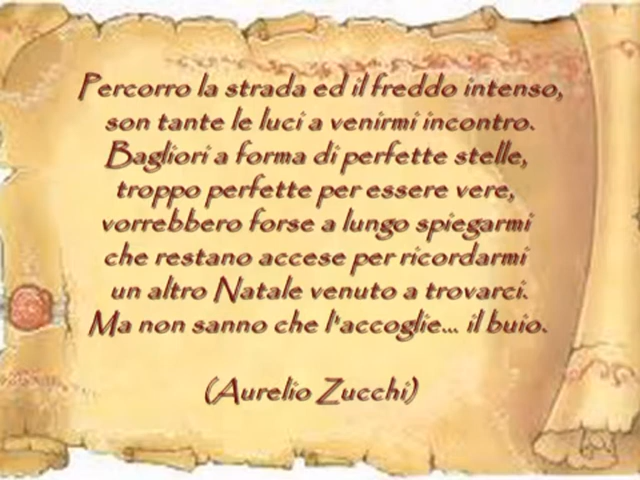 Percorro la strada ed il freddo intenso,
son tante le luci a venirmi incontro.
Bagliori a forma di perfette stelle,
troppo perfette per essere vere,
vorrebbero forse a lungo spiegarmi
che restano accese per ricordarmi
un altro Natale venuto a trovarci.
Ma non sanno che l'accoglie... il buio.
(Aurelio Zucchi)